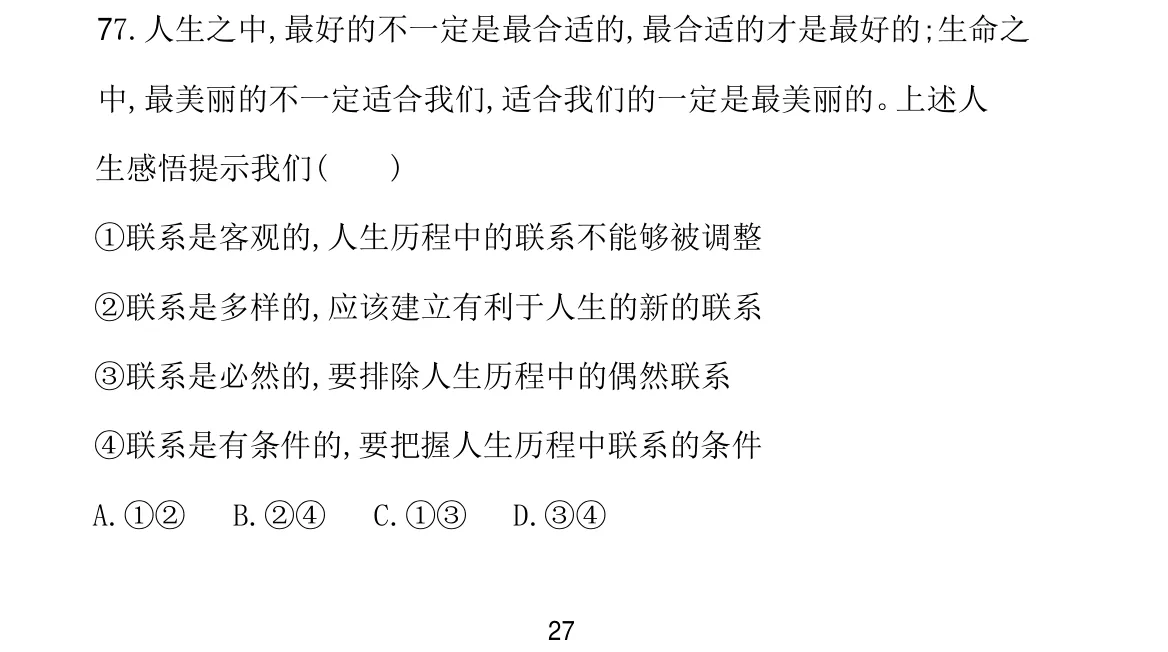 77.人生之中,最好的不一定是最合适的,最合适的才是最好的;生命之
中,最美丽的不一定适合我们,适合我们的一定是最美丽的。上述人
生感悟提示我们(　　)
①联系是客观的,人生历程中的联系不能够被调整
②联系是多样的,应该建立有利于人生的新的联系
③联系是必然的,要排除人生历程中的偶然联系
④联系是有条件的,要把握人生历程中联系的条件
A.①②　B.②④　C.①③　D.③④
27